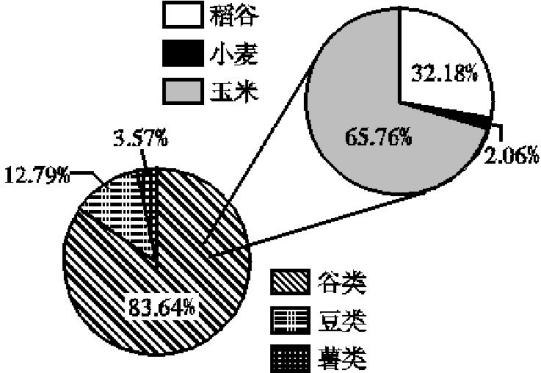 稻谷
小麦
玉米
32.18%
65.76%
2.06%
3.57%
12.79%
83.64%
谷类
豆类
薯类